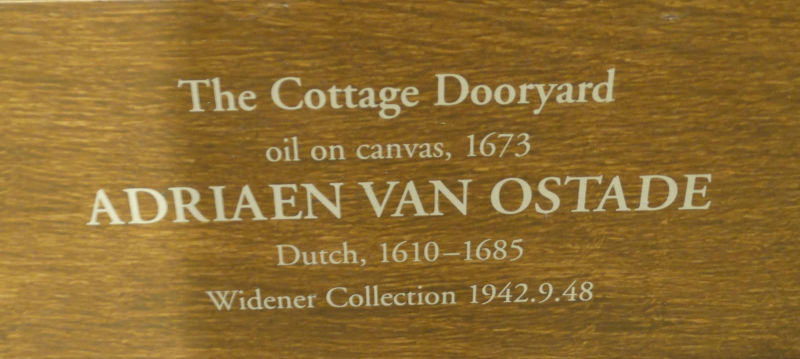 The Cottage Dooryard
oil on canvas, 1673
ADRIAEN VAN OSTADE
Dutch, 1610–1685
Widener Collection 1942.9.48